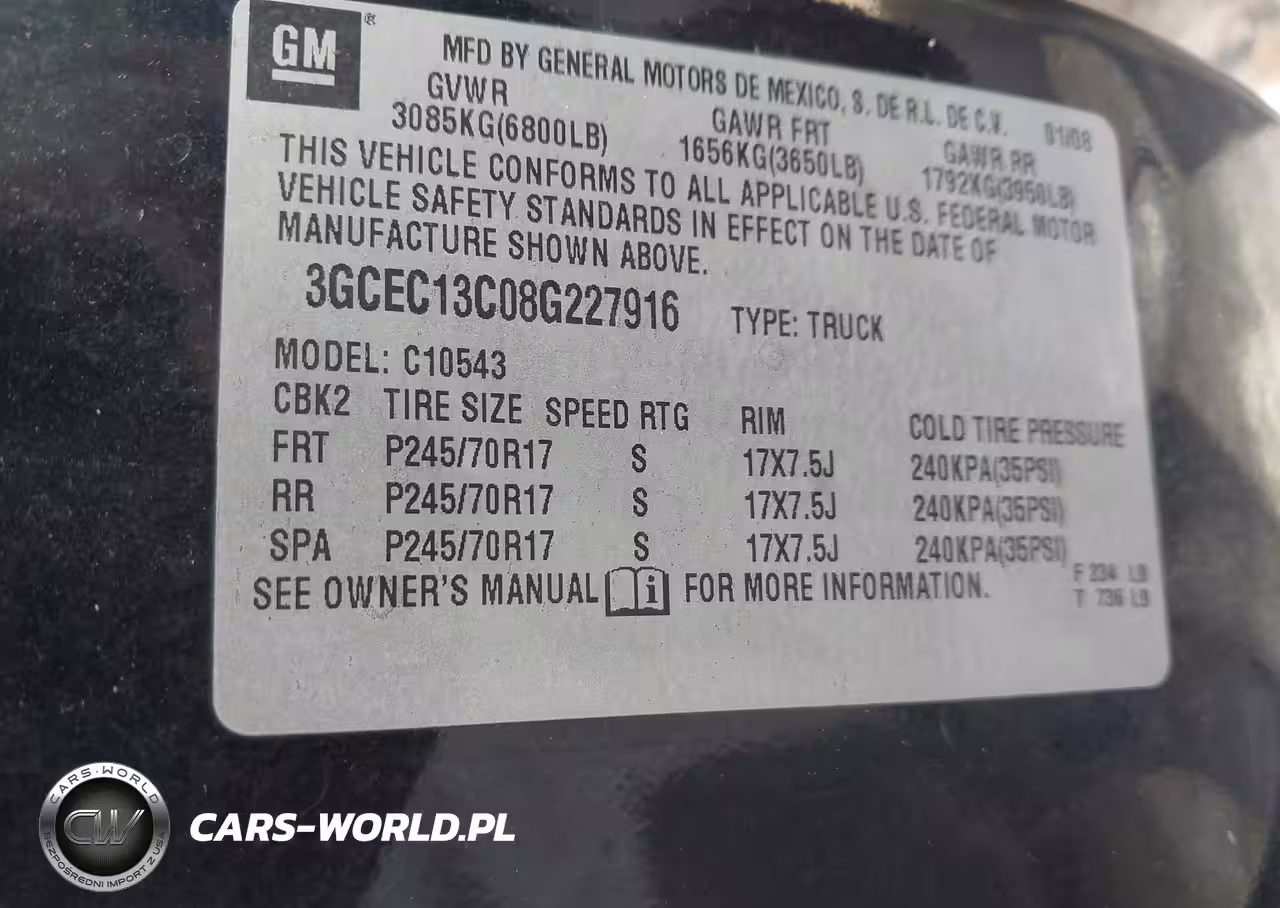 GM ®
MFD BY GENERAL MOTORS DE MEXICO, S. DE R.L. DE C.V. 01/08
GVWR GAWR FRT GAWR RR
3085KG(6800LB) 1656KG(3650LB) 1792KG(3950LB)
THIS VEHICLE CONFORMS TO ALL APPLICABLE U.S. FEDERAL MOTOR
VEHICLE SAFETY STANDARDS IN EFFECT ON THE DATE OF
MANUFACTURE SHOWN ABOVE.
3GCEC13C08G227916 TYPE: TRUCK
MODEL: C10543
CBK2 TIRE SIZE SPEED RTG RIM COLD TIRE PRESSURE
FRT P245/70R17 S 17X7.5J 240KPA(35PSI)
RR P245/70R17 S 17X7.5J 240KPA(35PSI)
SPA P245/70R17 S 17X7.5J 240KPA(35PSI)
SEE OWNER'S MANUAL i FOR MORE INFORMATION.
F 234 LB
T 736 LB
CARS-WORLD
CW
BEZPOŚREDNI IMPORT Z USA
CARS-WORLD.PL